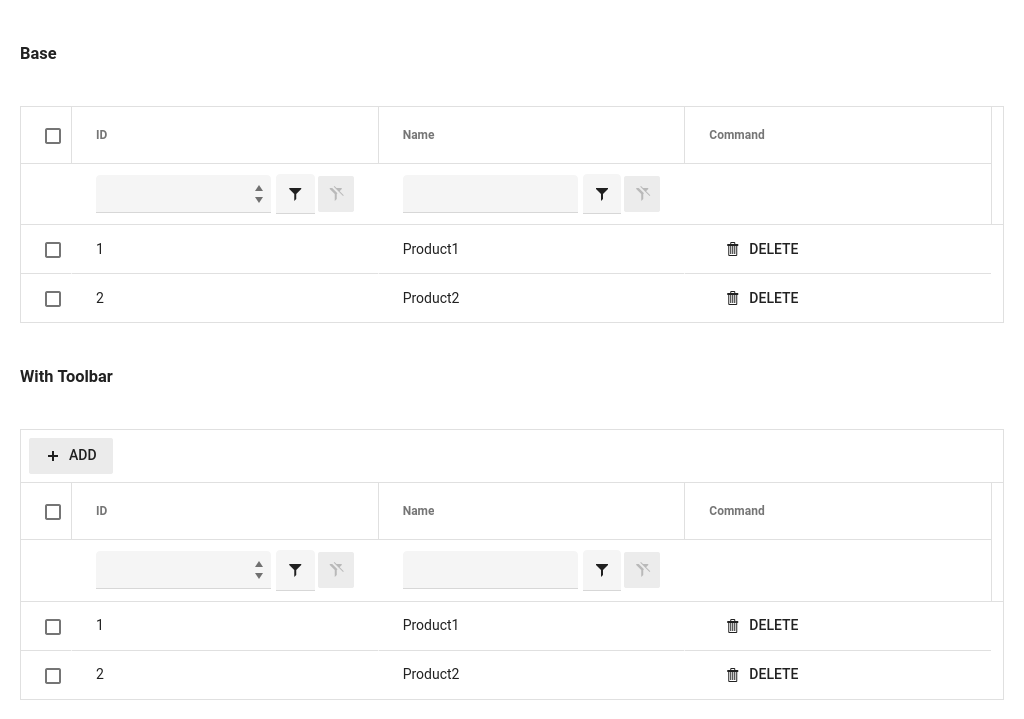 Base
ID Name Command
1 Product1 DELETE
2 Product2 DELETE
With Toolbar
ADD
ID Name Command
1 Product1 DELETE
2 Product2 DELETE